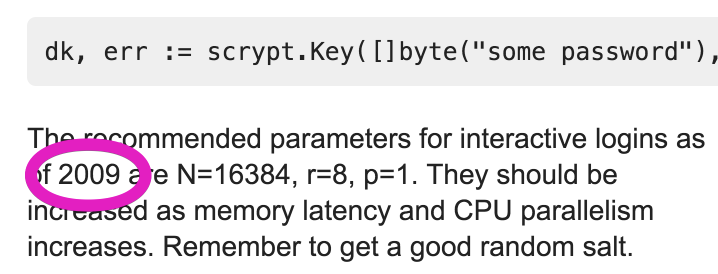 dk, err := scrypt.Key([]byte("some password"),
The recommended parameters for interactive logins as
of 2009 are N=16384, r=8, p=1. They should be
increased as memory latency and CPU parallelism
increases. Remember to get a good random salt.